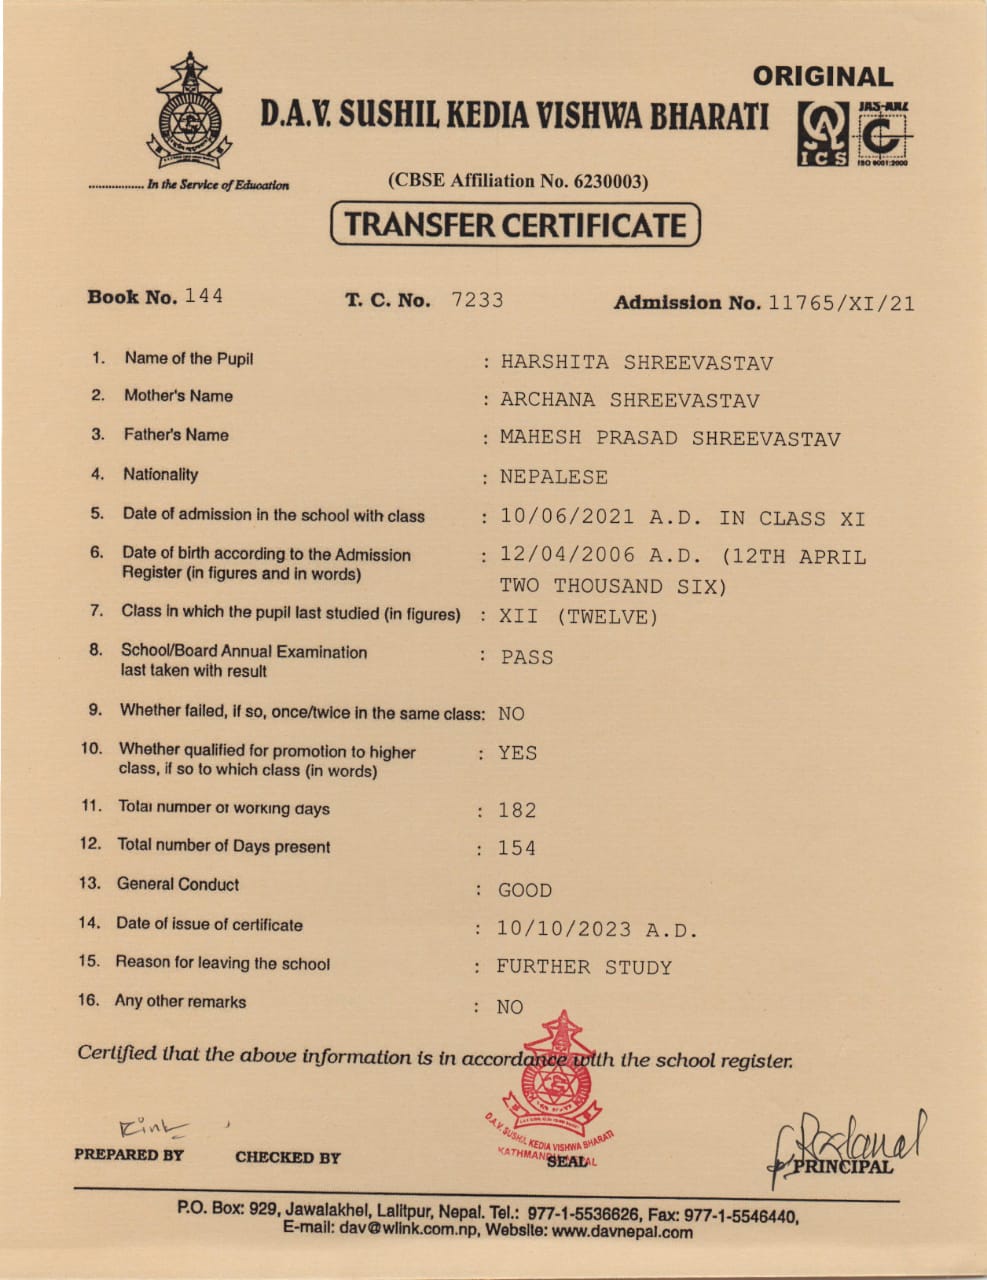 ORIGINAL
D.A.V. SUSHIL KEDIA VISHWA BHARATI
JAS-ANZ
ICS
ISO 9001:2000
................. In the Service of Education
(CBSE Affiliation No. 6230003)
TRANSFER CERTIFICATE
Book No. 144 T. C. No. 7233 Admission No. 11765/XI/21
1. Name of the Pupil : HARSHITA SHREEVASTAV
2. Mother's Name : ARCHANA SHREEVASTAV
3. Father's Name : MAHESH PRASAD SHREEVASTAV
4. Nationality : NEPALESE
5. Date of admission in the school with class : 10/06/2021 A.D. IN CLASS XI
6. Date of birth according to the Admission : 12/04/2006 A.D. (12TH APRIL
Register (in figures and in words) TWO THOUSAND SIX)
7. Class in which the pupil last studied (in figures) : XII (TWELVE)
8. School/Board Annual Examination : PASS
last taken with result
9. Whether failed, if so, once/twice in the same class: NO
10. Whether qualified for promotion to higher : YES
class, if so to which class (in words)
11. Total number of working days : 182
12. Total number of Days present : 154
13. General Conduct : GOOD
14. Date of issue of certificate : 10/10/2023 A.D.
15. Reason for leaving the school : FURTHER STUDY
16. Any other remarks : NO
Certified that the above information is in accordance with the school register.
D.A.V. SUSHIL KEDIA VISHWA BHARATI
KATHMANDU NEPAL
PREPARED BY CHECKED BY SEAL PRINCIPAL
P.O. Box: 929, Jawalakhel, Lalitpur, Nepal. Tel.: 977-1-5536626, Fax: 977-1-5546440,
E-mail: dav@wlink.com.np, Website: www.davnepal.com